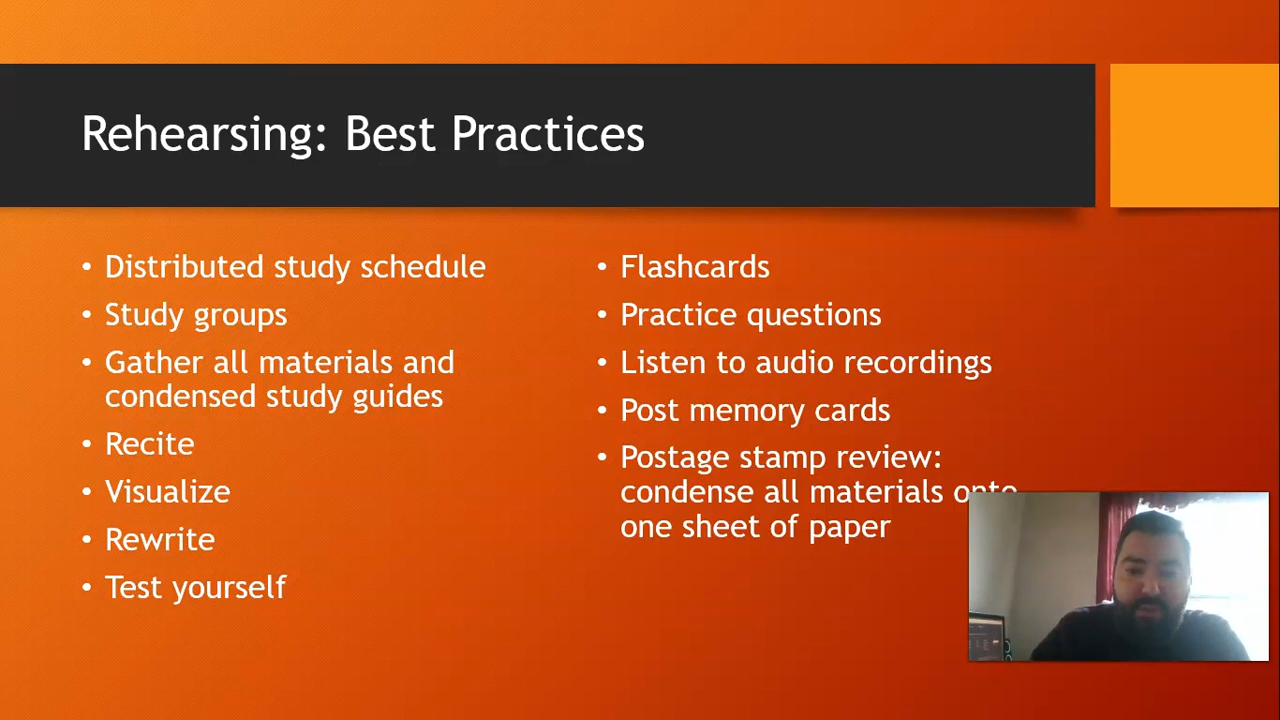 Rehearsing: Best Practices
• Distributed study schedule
• Study groups
• Gather all materials and
condensed study guides
• Recite
• Visualize
• Rewrite
• Test yourself
• Flashcards
• Practice questions
• Listen to audio recordings
• Post memory cards
• Postage stamp review:
condense all materials onto
one sheet of paper